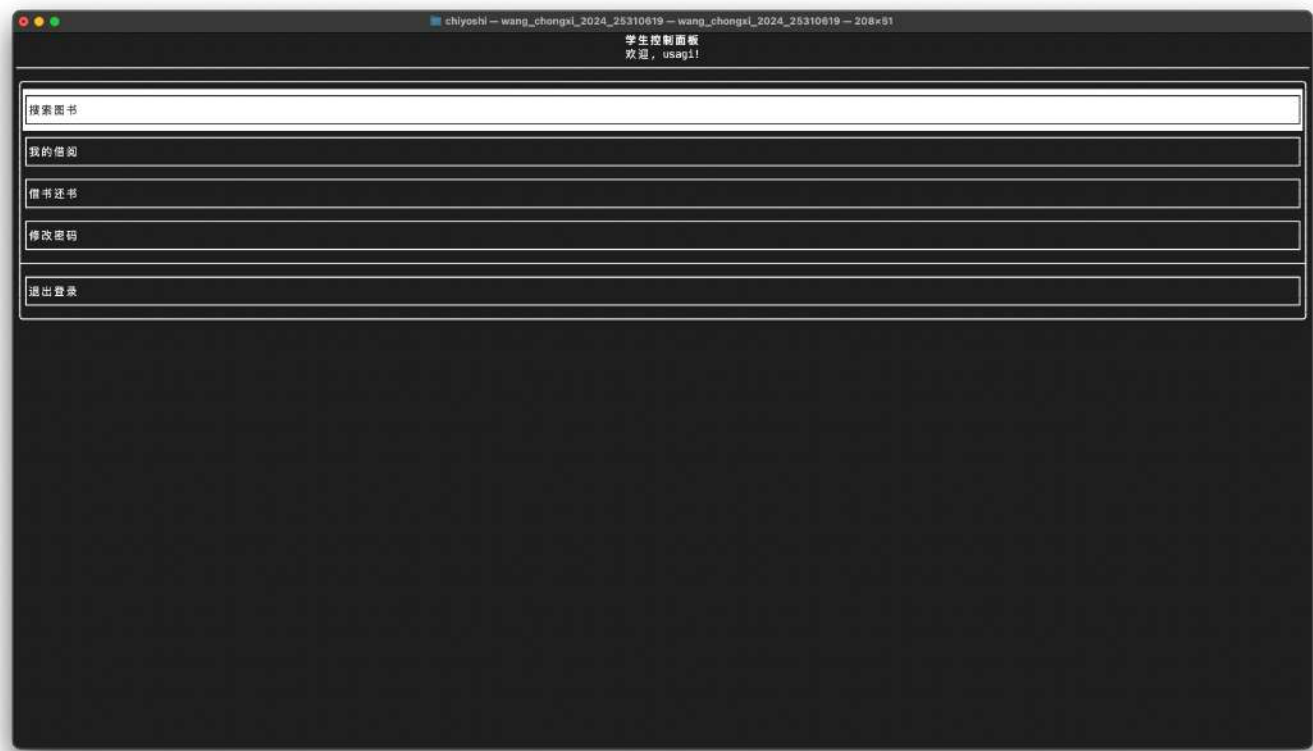 chiyoshi — wang_chongxi_2024_25310619 — wang_chongxi_2024_25310619 — 208×51
学生控制面板
欢迎, usagi!
搜索图书
我的借阅
借书还书
修改密码
退出登录